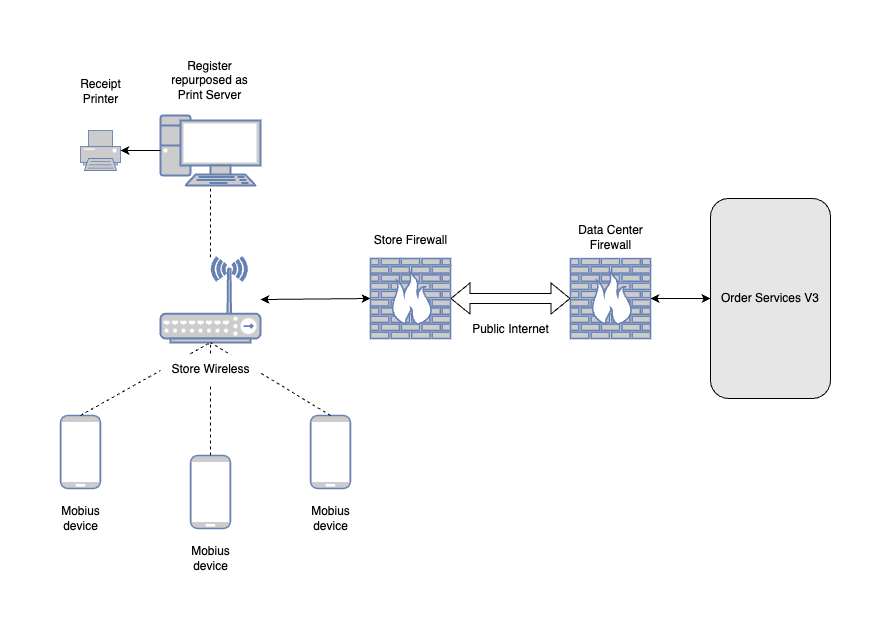 Register
repurposed as
Print Server
Receipt
Printer
Data Center
Firewall
Store Firewall
Order Services V3
Public Internet
Store Wireless
Mobius
device
Mobius
device
Mobius
device